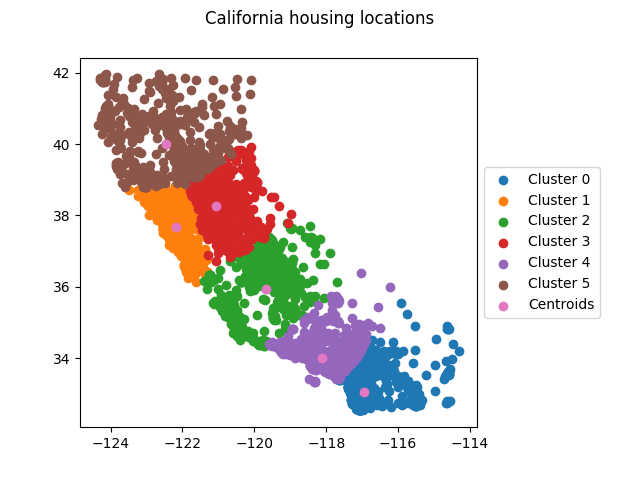 California housing locations
42
40
38
36
34
−124
−122
−120
−118
−116
−114
Cluster 0
Cluster 1
Cluster 2
Cluster 3
Cluster 4
Cluster 5
Centroids